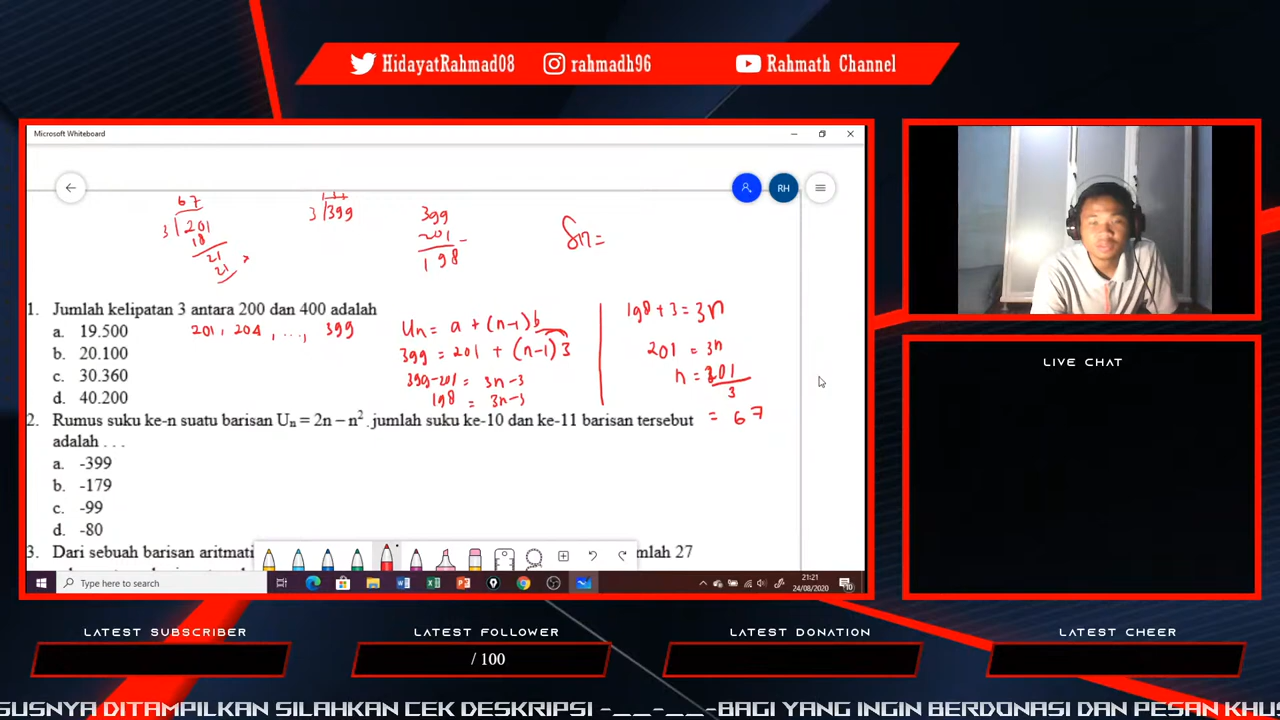 HidayatRahmad08 rahmadh96 Rahmath Channel
Microsoft Whiteboard
RH
67
3 201
18
21
21
133
3 399
399
201 -
198
Sn =
1. Jumlah kelipatan 3 antara 200 dan 400 adalah
201, 204, ..., 399
a. 19.500
b. 20.100
c. 30.360
d. 40.200
Un = a + (n-1)b
399 = 201 + (n-1)3
399-201 = 3n-3
198 = 3n-3
198 + 3 = 3n
201 = 3n
n = 201
3
= 67
2. Rumus suku ke-n suatu barisan Un = 2n – n². jumlah suku ke-10 dan ke-11 barisan tersebut
adalah . . .
a. -399
b. -179
c. -99
d. -80
3. Dari sebuah barisan aritmati mlah 27
Type here to search
21:21
24/08/2020
10
LIVE CHAT
LATEST SUBSCRIBER
LATEST FOLLOWER
/ 100
LATEST DONATION
LATEST CHEER
SUSNYA DITAMPILKAN SILAHKAN CEK DESKRIPSI -__-__-BAGI YANG INGIN BERDONASI DAN PESAN KHUS